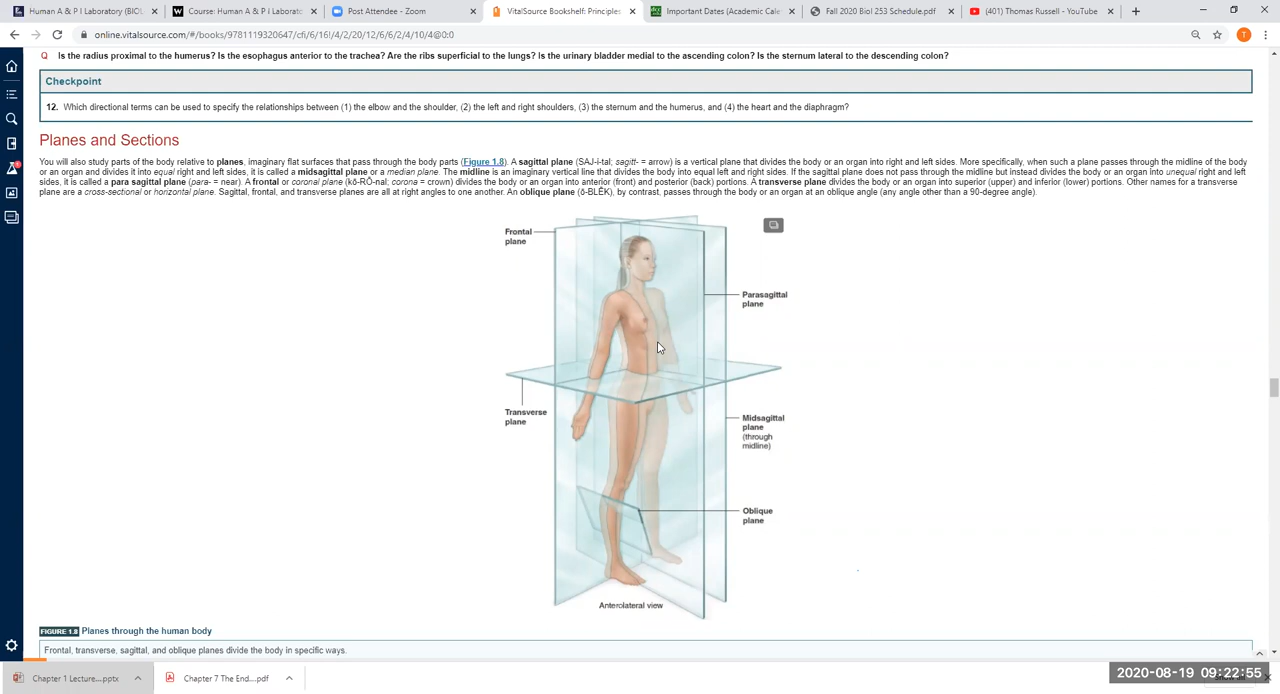 Human A & P I Laboratory (BIOL
Course: Human A & P I Laborato
Post Attendee - Zoom
VitalSource Bookshelf: Principles
Important Dates (Academic Cale
Fall 2020 Biol 253 Schedule.pdf
(401) Thomas Russell - YouTube
online.vitalsource.com/#/books/9781119320647/cfi/6/16!/4/2/20/12/6/6/2/4/10/4@0:0
T
Q Is the radius proximal to the humerus? Is the esophagus anterior to the trachea? Are the ribs superficial to the lungs? Is the urinary bladder medial to the ascending colon? Is the sternum lateral to the descending colon?
Checkpoint
12. Which directional terms can be used to specify the relationships between (1) the elbow and the shoulder, (2) the left and right shoulders, (3) the sternum and the humerus, and (4) the heart and the diaphragm?
Planes and Sections
You will also study parts of the body relative to planes, imaginary flat surfaces that pass through the body parts (Figure 1.8). A sagittal plane (SAJ-i-tal; sagitt- = arrow) is a vertical plane that divides the body or an organ into right and left sides. More specifically, when such a plane passes through the midline of the body
or an organ and divides it into equal right and left sides, it is called a midsagittal plane or a median plane. The midline is an imaginary vertical line that divides the body into equal left and right sides. If the sagittal plane does not pass through the midline but instead divides the body or an organ into unequal right and left
sides, it is called a para sagittal plane (para- = near). A frontal or coronal plane (kō-RŌ-nal; corona = crown) divides the body or an organ into anterior (front) and posterior (back) portions. A transverse plane divides the body or an organ into superior (upper) and inferior (lower) portions. Other names for a transverse
plane are a cross-sectional or horizontal plane. Sagittal, frontal, and transverse planes are all at right angles to one another. An oblique plane (ō-BLĒK), by contrast, passes through the body or an organ at an oblique angle (any angle other than a 90-degree angle).
Frontal
plane
Parasagittal
plane
Transverse
plane
Midsagittal
plane
(through
midline)
Oblique
plane
Anterolateral view
FIGURE 1.8 Planes through the human body
Frontal, transverse, sagittal, and oblique planes divide the body in specific ways.
Chapter 1 Lecture....pptx
Chapter 7 The End....pdf
2020-08-19 09:22:55